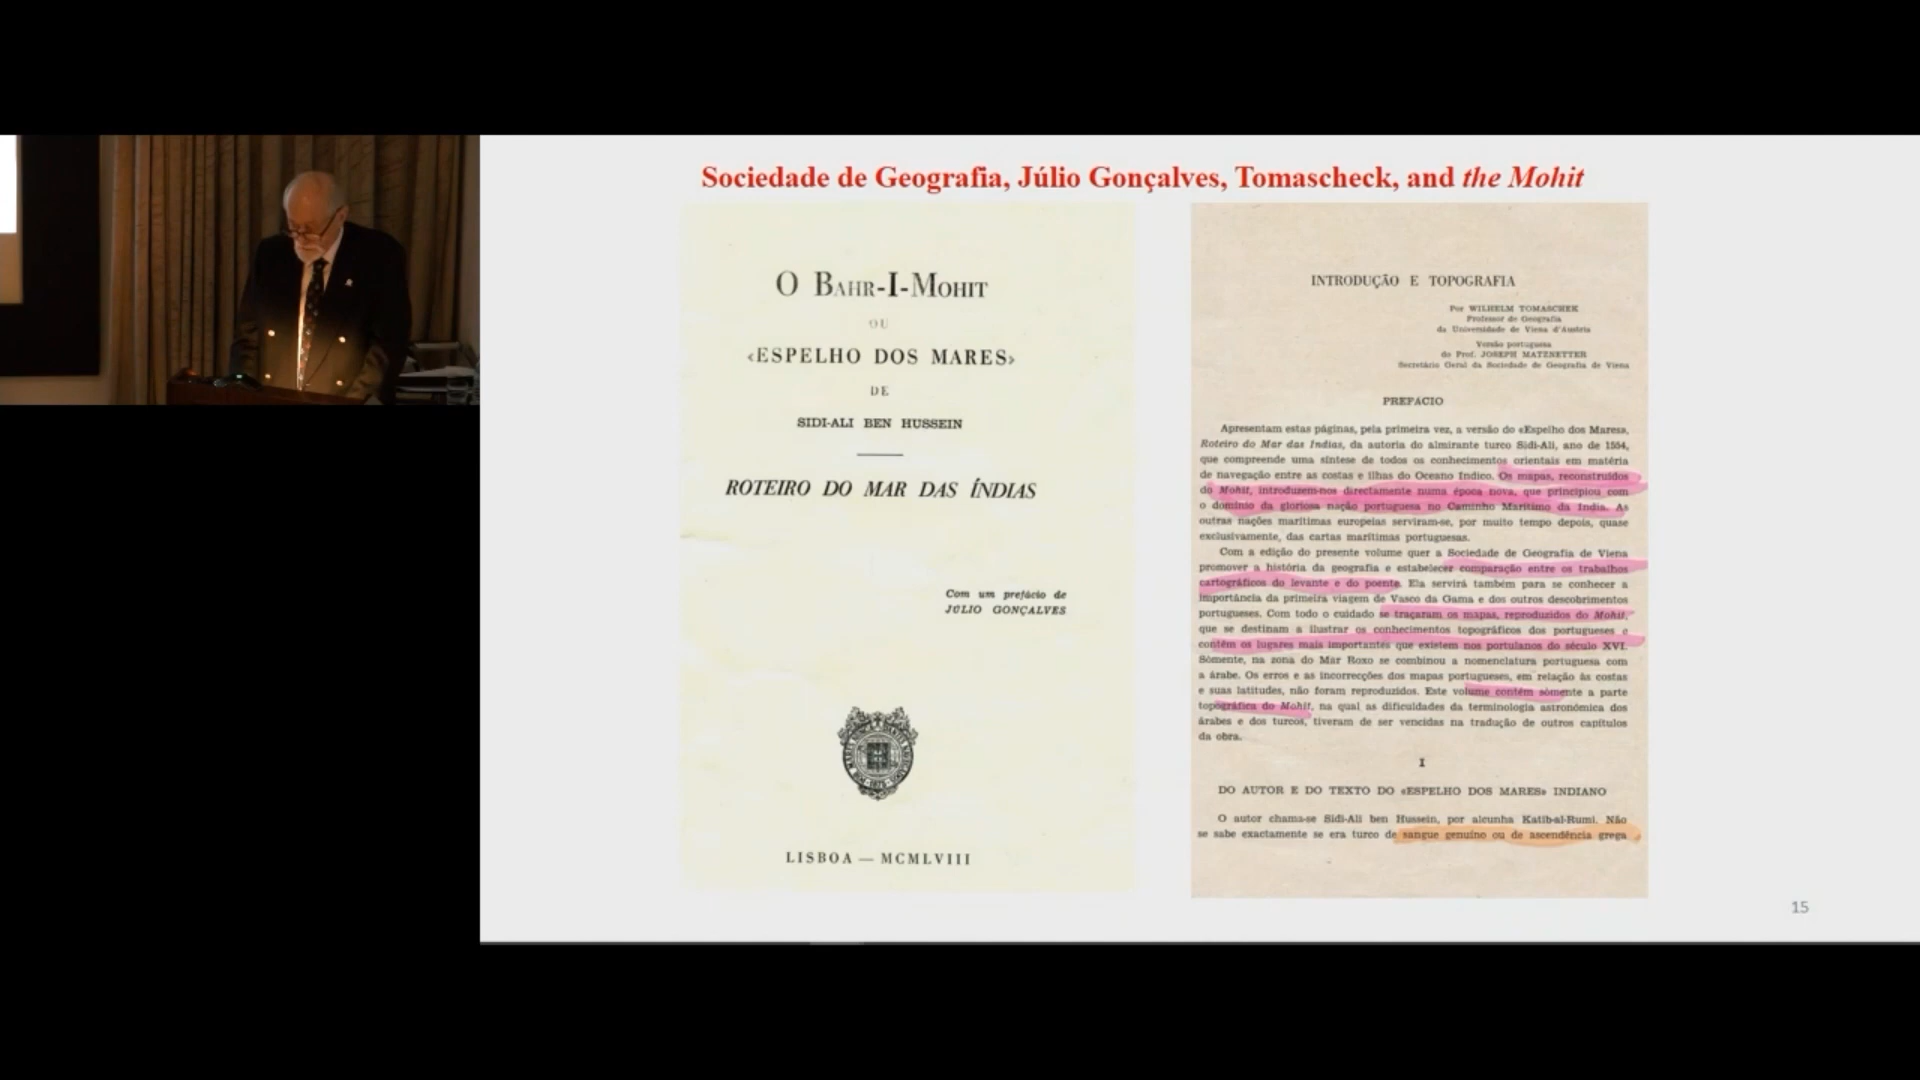 Sociedade de Geografia, Júlio Gonçalves, Tomascheck, and the Mohit
O BAHR-I-MOHIT
OU
«ESPELHO DOS MARES»
DE
SIDI-ALI BEN HUSSEIN
ROTEIRO DO MAR DAS ÍNDIAS
Com um prefácio de
JÚLIO GONÇALVES
LISBOA — MCMLVIII
INTRODUÇÃO E TOPOGRAFIA
Por WILHELM TOMASCHEK
Professor de Geografia
da Universidade de Viena d'Áustria
Versão portuguesa
do Prof. JOSEPH MATZNETTER
Secretário Geral da Sociedade de Geografia de Viena
PREFACIO
Apresentam estas páginas, pela primeira vez, a versão do «Espelho dos Mares»,
Roteiro do Mar das Indias, da autoria do almirante turco Sidi-Ali, ano de 1554,
que compreende uma síntese de todos os conhecimentos orientais em matéria
de navegação entre as costas e ilhas do Oceano Indico. Os mapas, reconstruídos
do Mohit, introduzem-nos directamente numa época nova, que principiou com
o domínio da gloriosa nação portuguesa no Caminho Marítimo da India. As
outras nações marítimas europeias serviram-se, por muito tempo depois, quase
exclusivamente, das cartas marítimas portuguesas.
Com a edição do presente volume quer a Sociedade de Geografia de Viena
promover a história da geografia e estabelecer comparação entre os trabalhos
cartográficos do levante e do poente. Ela servirá também para se conhecer a
importância da primeira viagem de Vasco da Gama e dos outros descobrimentos
portugueses. Com todo o cuidado se traçaram os mapas, reproduzidos do Mohit,
que se destinam a ilustrar os conhecimentos topográficos dos portugueses e
contêm os lugares mais importantes que existem nos portulanos do século XVI.
Sòmente, na zona do Mar Roxo se combinou a nomenclatura portuguesa com
a árabe. Os erros e as incorrecções dos mapas portugueses, em relação às costas
e suas latitudes, não foram reproduzidos. Este volume contém sòmente a parte
topográfica do Mohit, na qual as dificuldades da terminologia astronómica dos
árabes e dos turcos, tiveram de ser vencidas na tradução de outros capítulos
da obra.
I
DO AUTOR E DO TEXTO DO «ESPELHO DOS MARES» INDIANO
O autor chama-se Sidi-Ali ben Hussein, por alcunha Katib-al-Rumi. Não
se sabe exactamente se era turco de sangue genuíno ou de ascendência grega
15